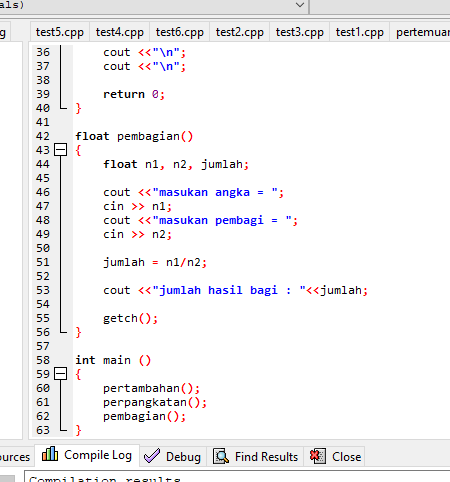 als)
g test5.cpp test4.cpp test6.cpp test2.cpp test3.cpp test1.cpp pertemuan
36 cout <<"\n";
37 cout <<"\n";
38
39 return 0;
40 }
41
42 float pembagian()
43 {
44 float n1, n2, jumlah;
45
46 cout <<"masukan angka = ";
47 cin >> n1;
48 cout <<"masukan pembagi = ";
49 cin >> n2;
50
51 jumlah = n1/n2;
52
53 cout <<"jumlah hasil bagi : "<<jumlah;
54
55 getch();
56 }
57
58 int main ()
59 {
60 pertambahan();
61 perpangkatan();
62 pembagian();
63 }
ources Compile Log Debug Find Results Close
Compilation results